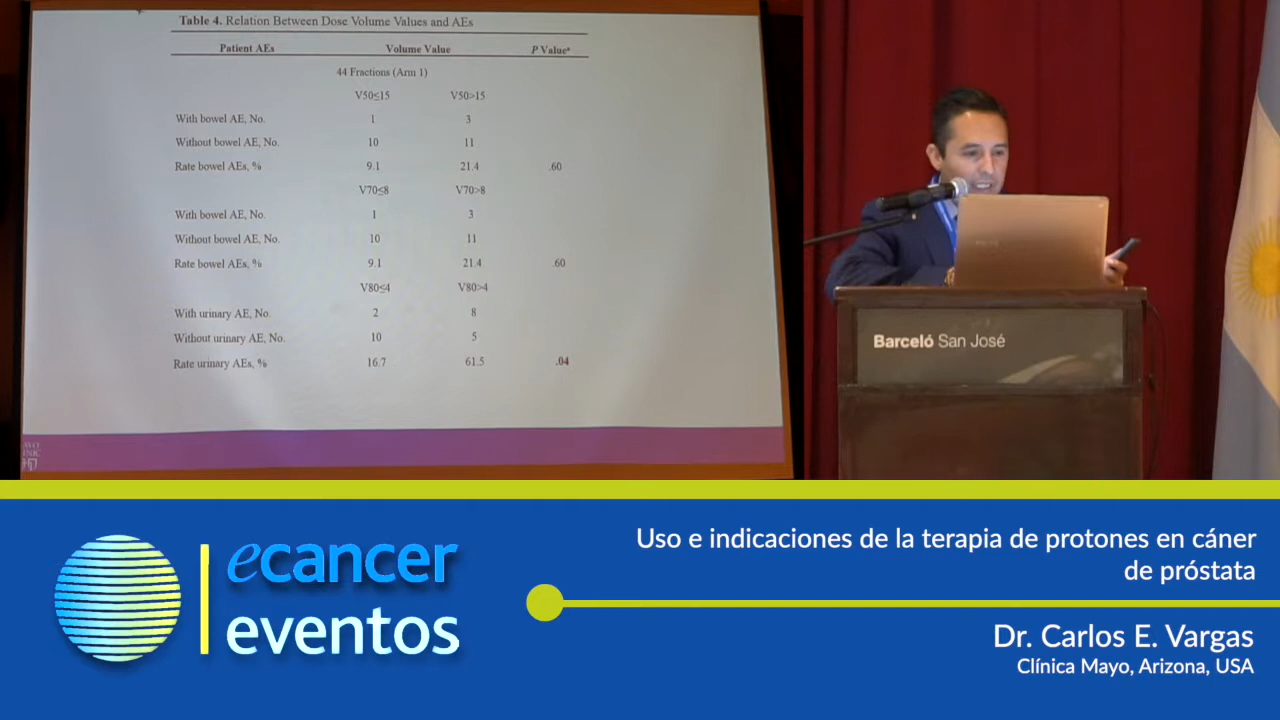 Table 4. Relation Between Dose Volume Values and AEs
Patient AEs Volume Value P Valueᵃ
44 Fractions (Arm 1)
V50≤15 V50>15
With bowel AE, No. 1 3
Without bowel AE, No. 10 11
Rate bowel AEs, % 9.1 21.4 .60
V70≤8 V70>8
With bowel AE, No. 1 3
Without bowel AE, No. 10 11
Rate bowel AEs, % 9.1 21.4 .60
V80≤4 V80>4
With urinary AE, No. 2 8
Without urinary AE, No. 10 5
Rate urinary AEs, % 16.7 61.5 .04
Barceló San José
ecancer
eventos
Uso e indicaciones de la terapia de protones en cáner
de próstata
Dr. Carlos E. Vargas
Clínica Mayo, Arizona, USA